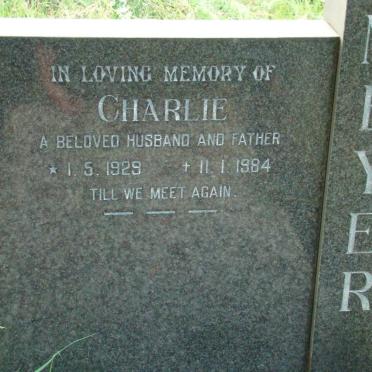 IN LOVING MEMORY OF
CHARLIE
A BELOVED HUSBAND AND FATHER
* 1. 5. 1929 + 11. 1. 1984
TILL WE MEET AGAIN.
EYER